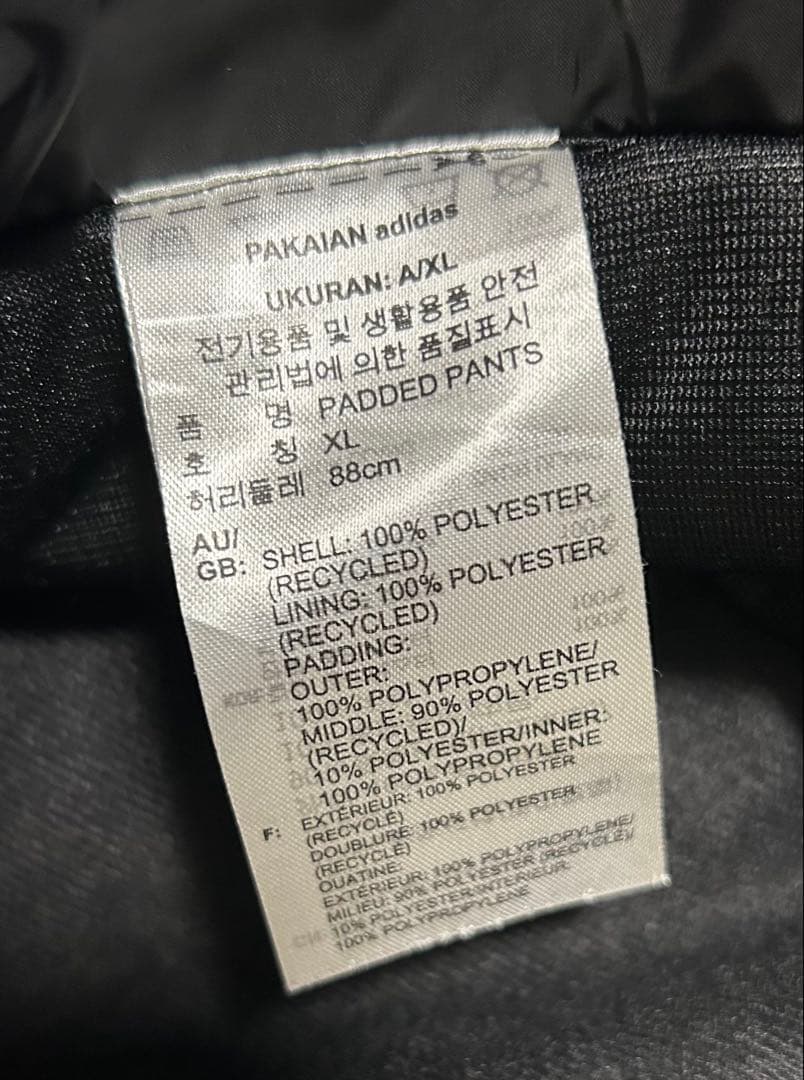 PAKAIAN adidas
UKURAN: A/XL
전기용품 및 생활용품 안전
관리법에 의한 품질표시
품 명 PADDED PANTS
호 칭 XL
허리둘레 88cm
AU/
GB: SHELL: 100% POLYESTER
(RECYCLED)
LINING: 100% POLYESTER
(RECYCLED)
PADDING:
OUTER:
100% POLYPROPYLENE/
MIDDLE: 90% POLYESTER
(RECYCLED)/
10% POLYESTER/INNER:
100% POLYPROPYLENE
F: EXTÉRIEUR: 100% POLYESTER
(RECYCLÉ)
DOUBLURE: 100% POLYESTER
(RECYCLÉ)
OUATINE:
EXTÉRIEUR: 100% POLYPROPYLÈNE/
MILIEU: 90% POLYESTER (RECYCLÉ)/
10% POLYESTER/INTÉRIEUR:
100% POLYPROPYLÈNE